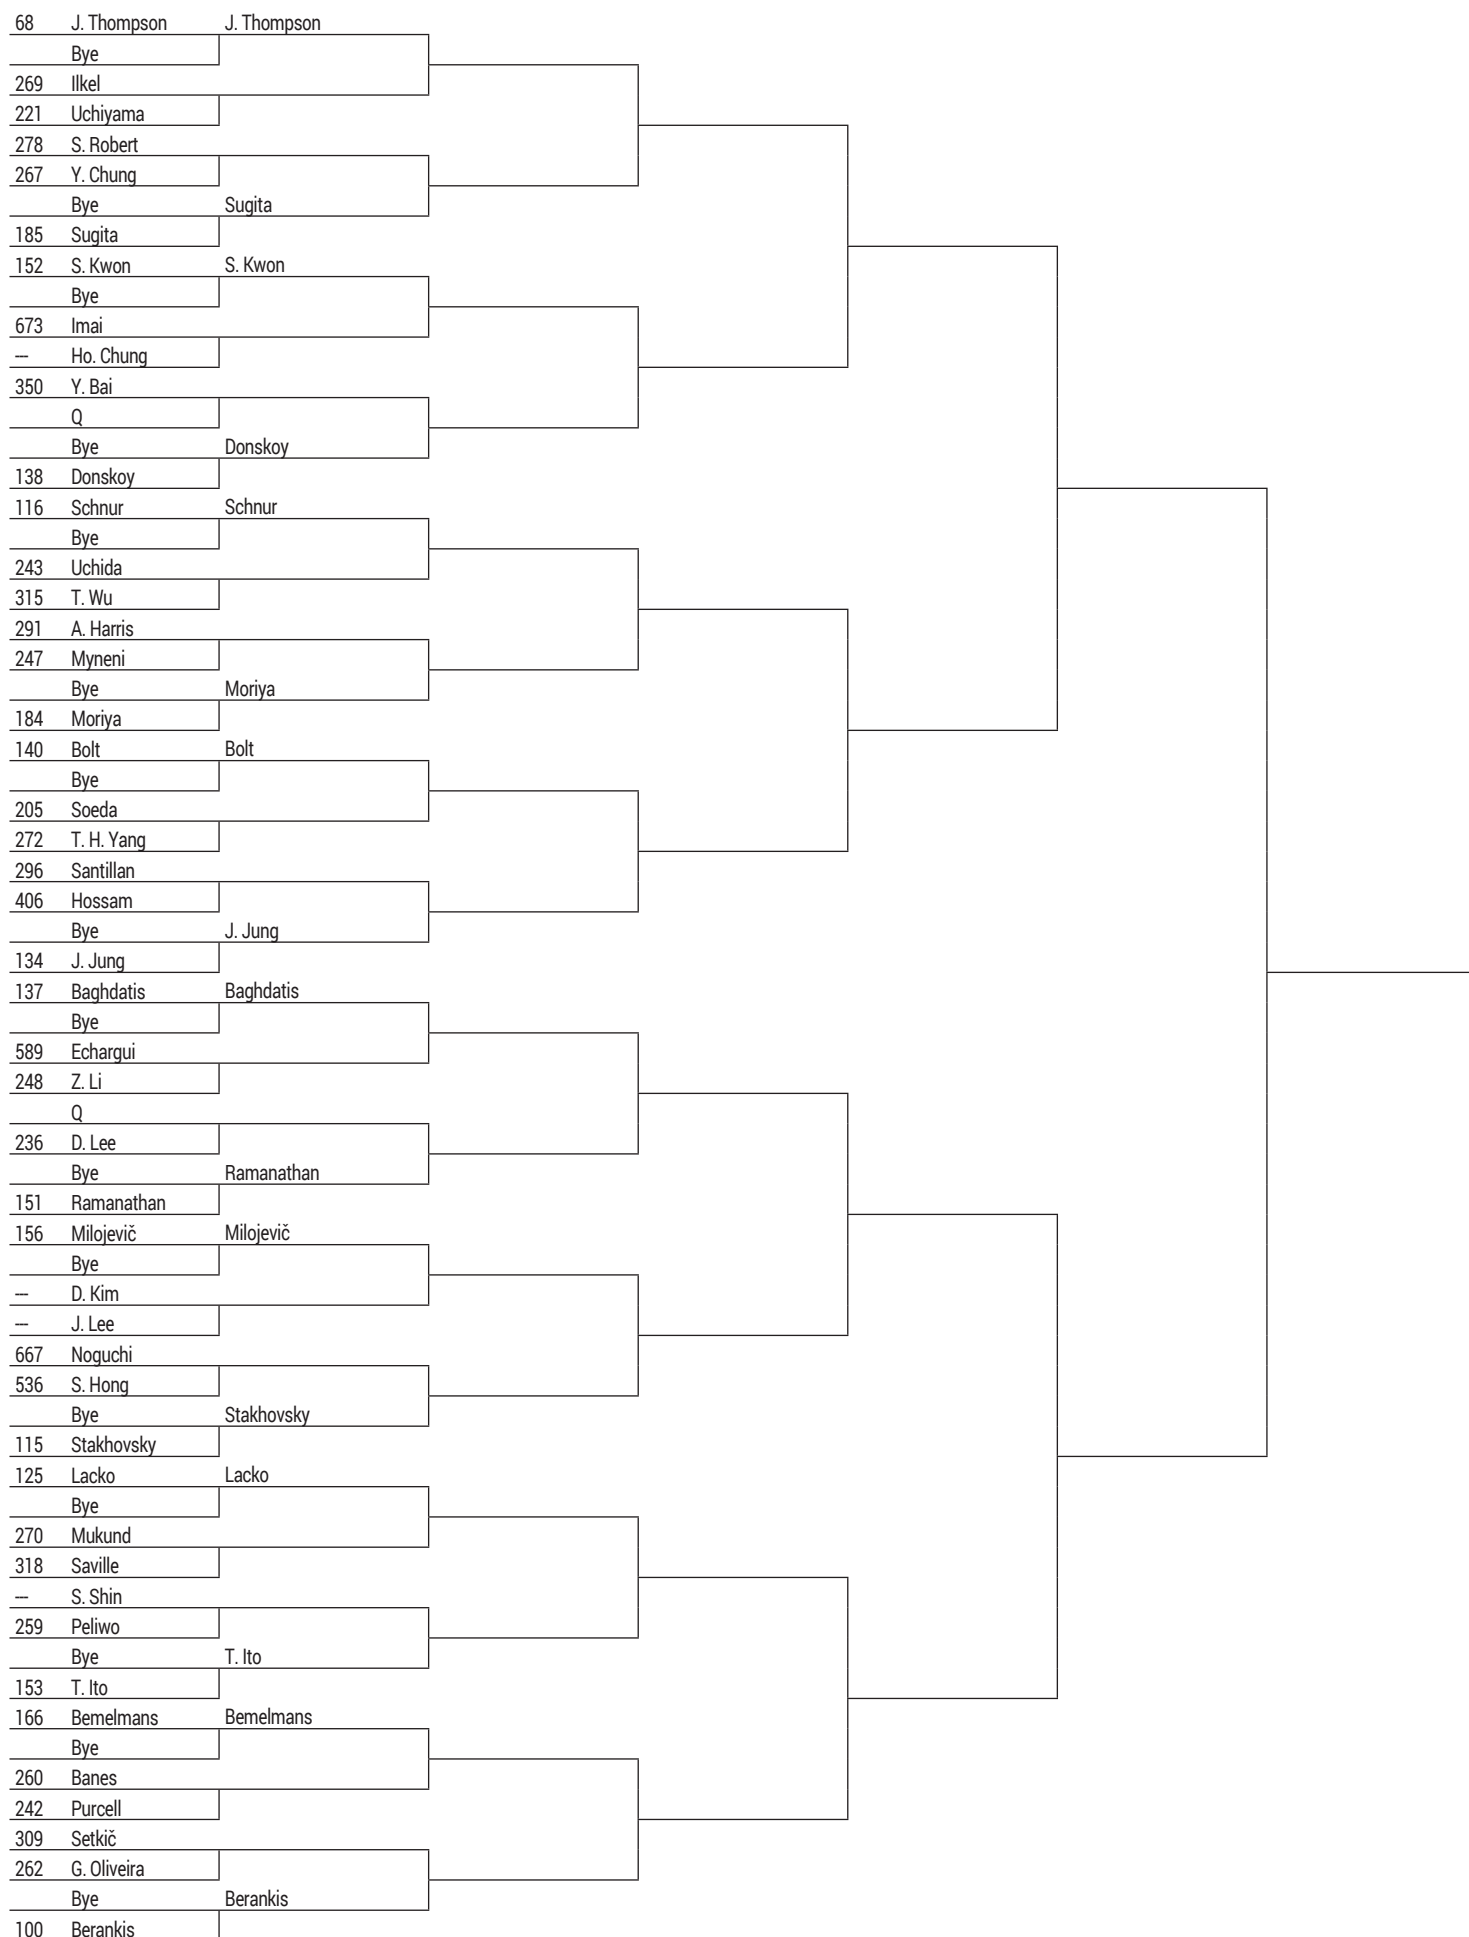 68 J. Thompson J. Thompson
Bye
269 Ilkel
221 Uchiyama
278 S. Robert
267 Y. Chung
Bye Sugita
185 Sugita
152 S. Kwon S. Kwon
Bye
673 Imai
--- Ho. Chung
350 Y. Bai
Q
Bye Donskoy
138 Donskoy
116 Schnur Schnur
Bye
243 Uchida
315 T. Wu
291 A. Harris
247 Myneni
Bye Moriya
184 Moriya
140 Bolt Bolt
Bye
205 Soeda
272 T. H. Yang
296 Santillan
406 Hossam
Bye J. Jung
134 J. Jung
137 Baghdatis Baghdatis
Bye
589 Echargui
248 Z. Li
Q
236 D. Lee
Bye Ramanathan
151 Ramanathan
156 Milojevič Milojevič
Bye
--- D. Kim
--- J. Lee
667 Noguchi
536 S. Hong
Bye Stakhovsky
115 Stakhovsky
125 Lacko Lacko
Bye
270 Mukund
318 Saville
--- S. Shin
259 Peliwo
Bye T. Ito
153 T. Ito
166 Bemelmans Bemelmans
Bye
260 Banes
242 Purcell
309 Setkič
262 G. Oliveira
Bye Berankis
100 Berankis